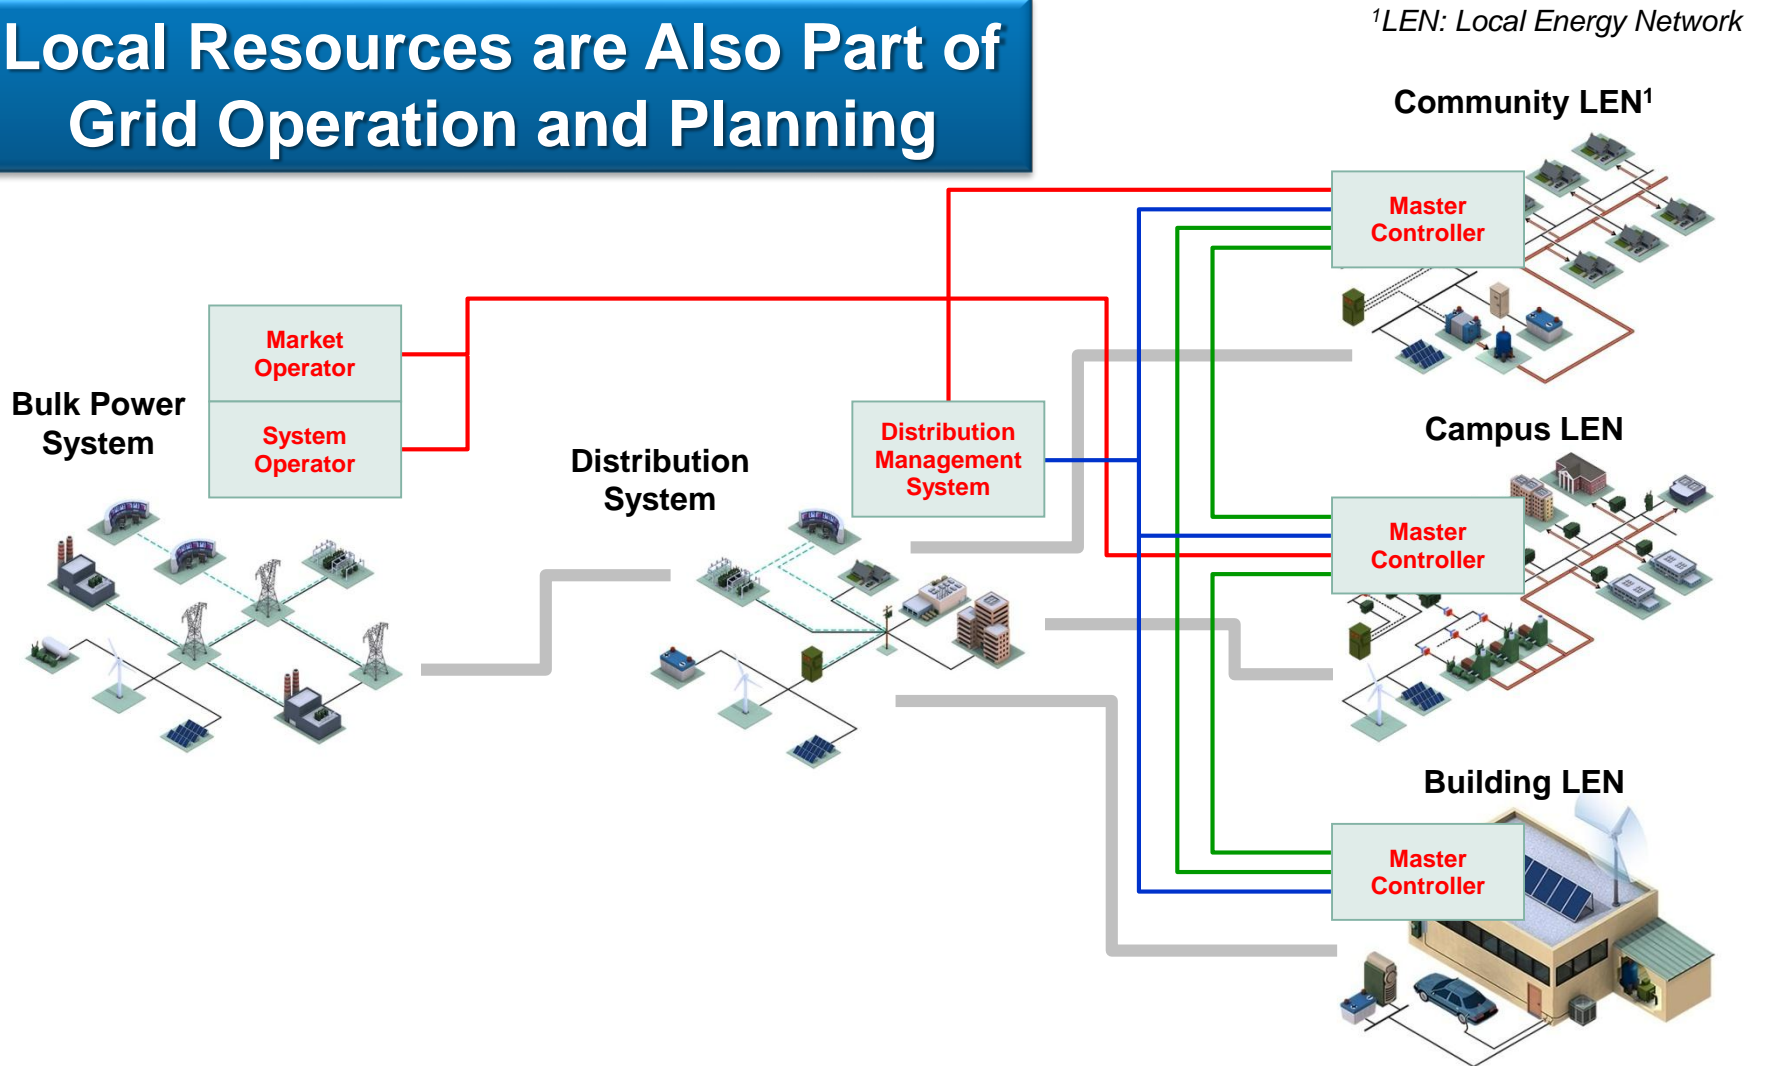 Local Resources are Also Part of
Grid Operation and Planning
¹LEN: Local Energy Network
Community LEN¹
Master
Controller
Market
Operator
Bulk Power
System
System
Operator
Distribution
System
Distribution
Management
System
Campus LEN
Master
Controller
Building LEN
Master
Controller